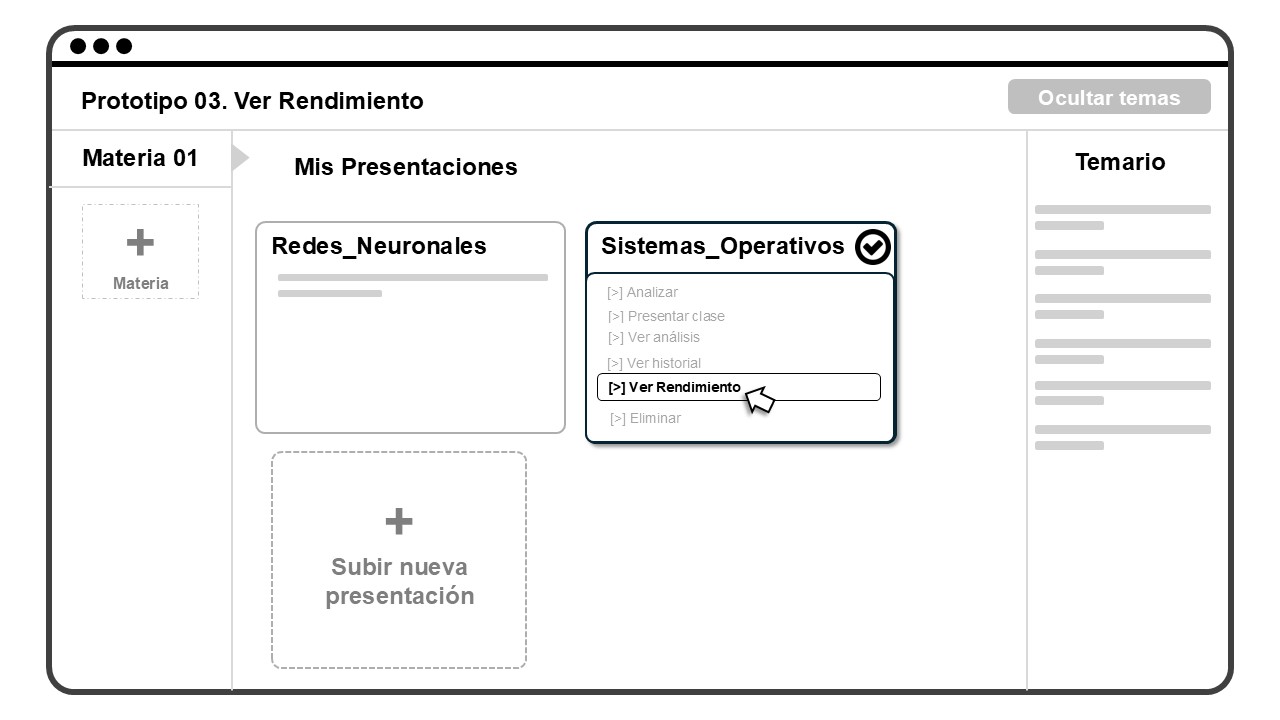 Prototipo 03. Ver Rendimiento
Ocultar temas
Materia 01
+
Materia
Mis Presentaciones
Redes_Neuronales
Sistemas_Operativos
[>] Analizar
[>] Presentar clase
[>] Ver análisis
[>] Ver historial
[>] Ver Rendimiento
[>] Eliminar
+
Subir nueva
presentación
Temario